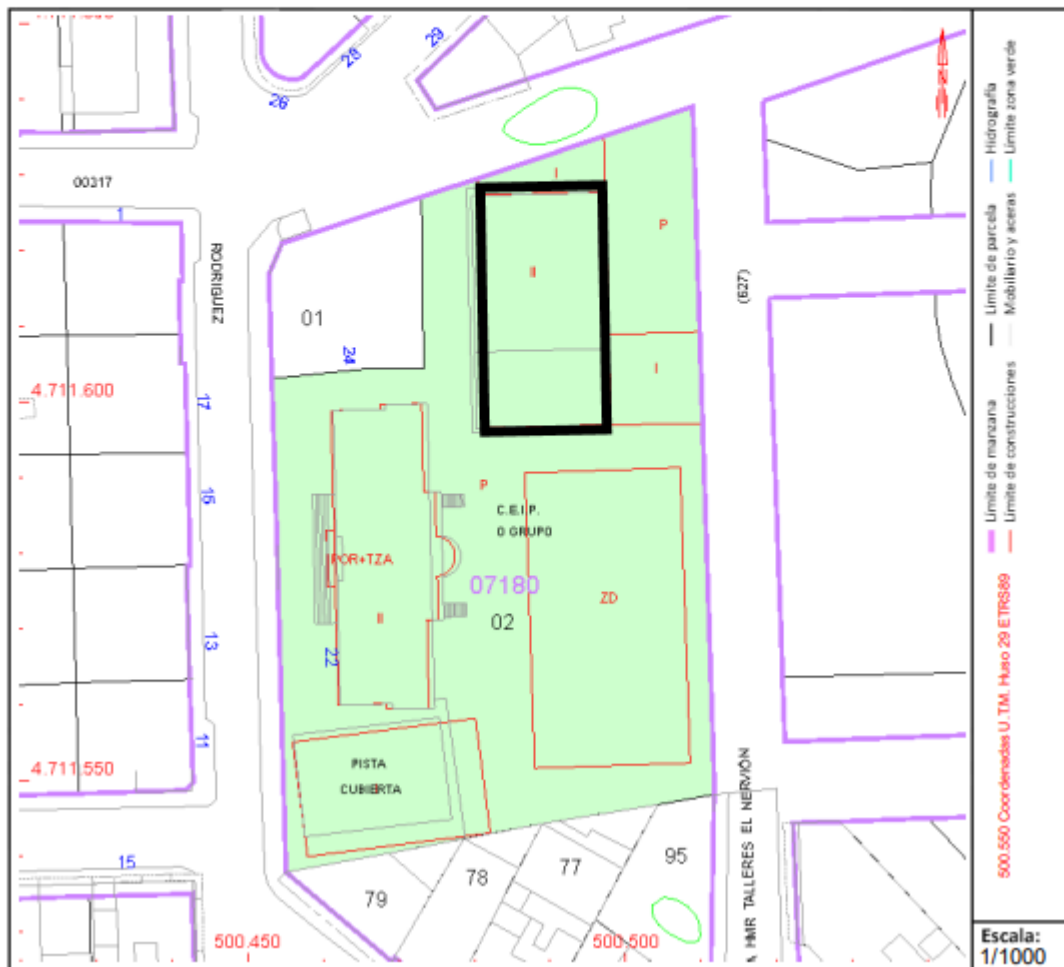 29
28
26
00317
1
RODRIGUEZ
I
P
II
(627)
01
24
4.711.600
17
I
16
P
C.E.I.P.
O GRUPO
POR+TZA
07180
ZD
02
II
22
13
11
PISTA
4.711.550
CUBIERTA
15
79
78
77
95
HMR TALLERES EL NERVIÓN
500.450
500.500
500.550 Coordenadas U.T.M. Huso 29 ETRS89
Límite de manzana
Límite de parcela
Hidrografía
Límite de construcciones
Mobiliario y aceras
Límite zona verde
Escala:
1/1000